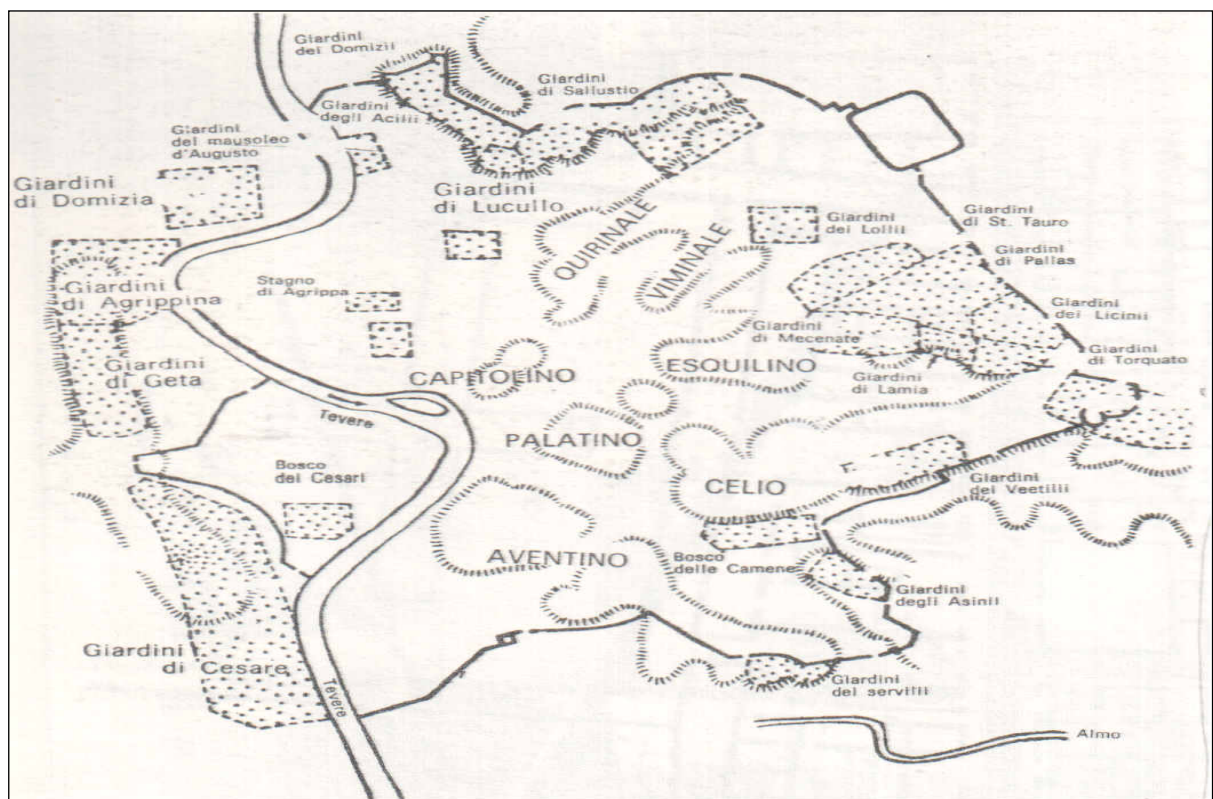 Giardini
dei Domizii
Giardini
di Sallustio
Giardini
degli Acilii
Giardini
del mausoleo
d'Augusto
Giardini
di Domizia
Giardini
di Lucullo
QUIRINALE
VIMINALE
Giardini
dei Lollii
Giardini
di St. Tauro
Giardini
di Pallas
Giardini
di Agrippina
Stagno
di Agrippa
Giardini
dei Licinii
Giardini
di Mecenate
Giardini
di Torquato
Giardini
di Geta
CAPITOLINO
ESQUILINO
Giardini
di Lamia
Tevere
PALATINO
Bosco
dei Cesari
CELIO
Giardini
dei Veetilii
AVENTINO
Bosco
delle Camene
Giardini
degli Asinii
Giardini
di Cesare
Tevere
Giardini
dei servilii
Almo